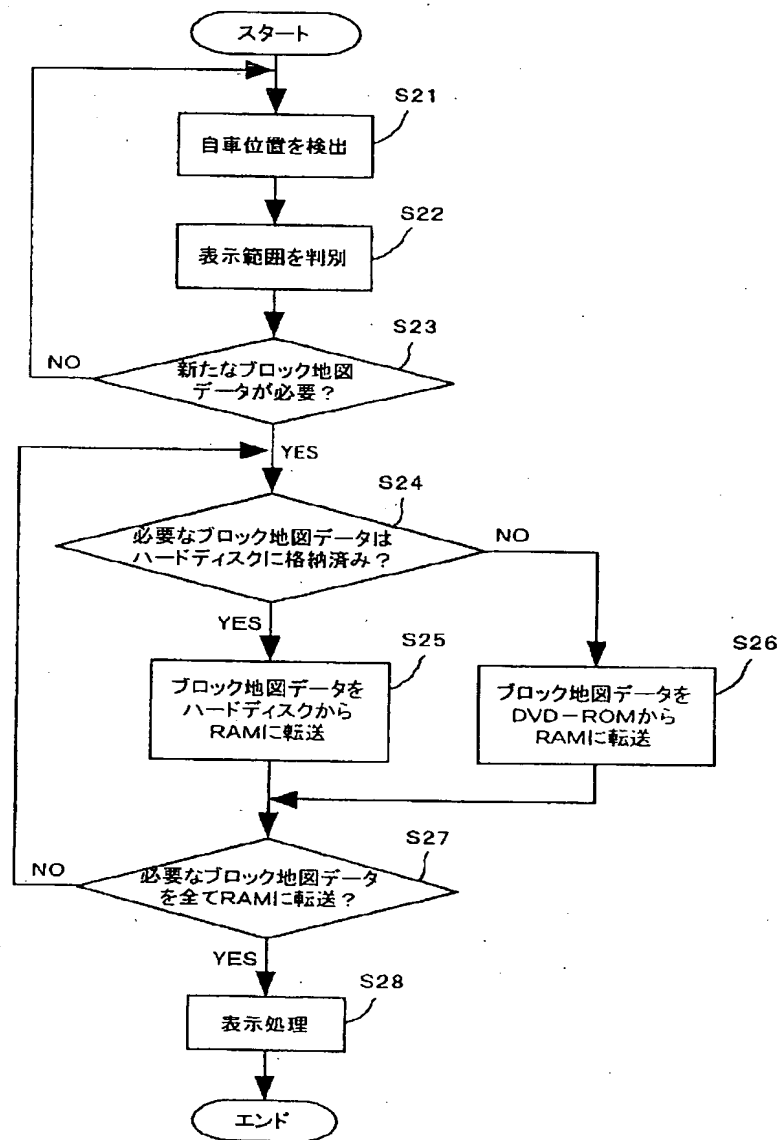 スタート
S21
自車位置を検出
S22
表示範囲を判別
S23
新たなブロック地図
データが必要？
NO
YES
S24
必要なブロック地図データは
ハードディスクに格納済み？
NO
YES
S25
ブロック地図データを
ハードディスクから
RAMに転送
S26
ブロック地図データを
DVD－ROMから
RAMに転送
S27
必要なブロック地図データ
を全てRAMに転送？
NO
YES
S28
表示処理
エンド